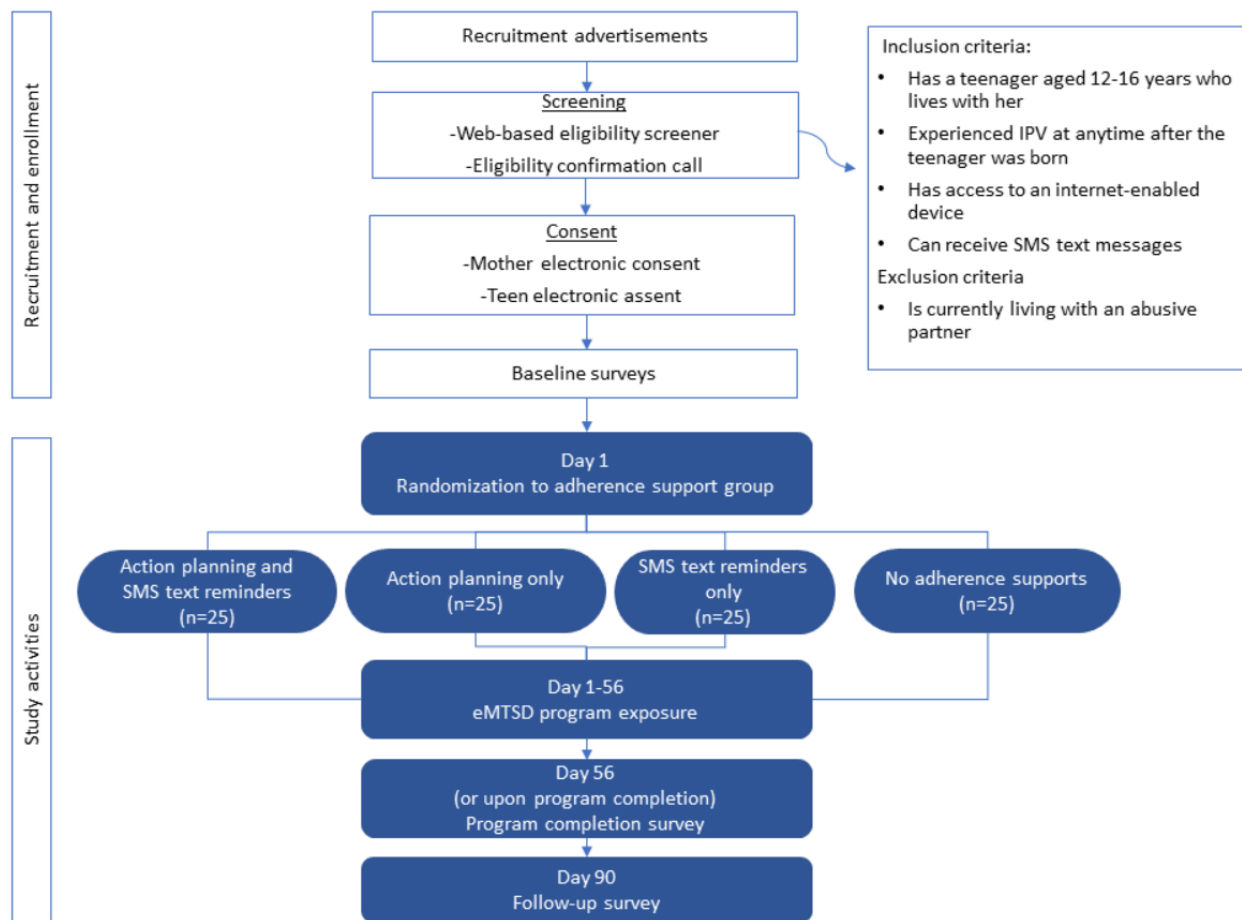 Recruitment and enrollment
Recruitment advertisements
Screening
-Web-based eligibility screener
-Eligibility confirmation call
Inclusion criteria:
• Has a teenager aged 12-16 years who
lives with her
• Experienced IPV at anytime after the
teenager was born
• Has access to an internet-enabled
device
• Can receive SMS text messages
Exclusion criteria
• Is currently living with an abusive
partner
Consent
-Mother electronic consent
-Teen electronic assent
Baseline surveys
Study activities
Day 1
Randomization to adherence support group
Action planning and
SMS text reminders
(n=25)
Action planning only
(n=25)
SMS text reminders
only
(n=25)
No adherence supports
(n=25)
Day 1-56
eMTSD program exposure
Day 56
(or upon program completion)
Program completion survey
Day 90
Follow-up survey